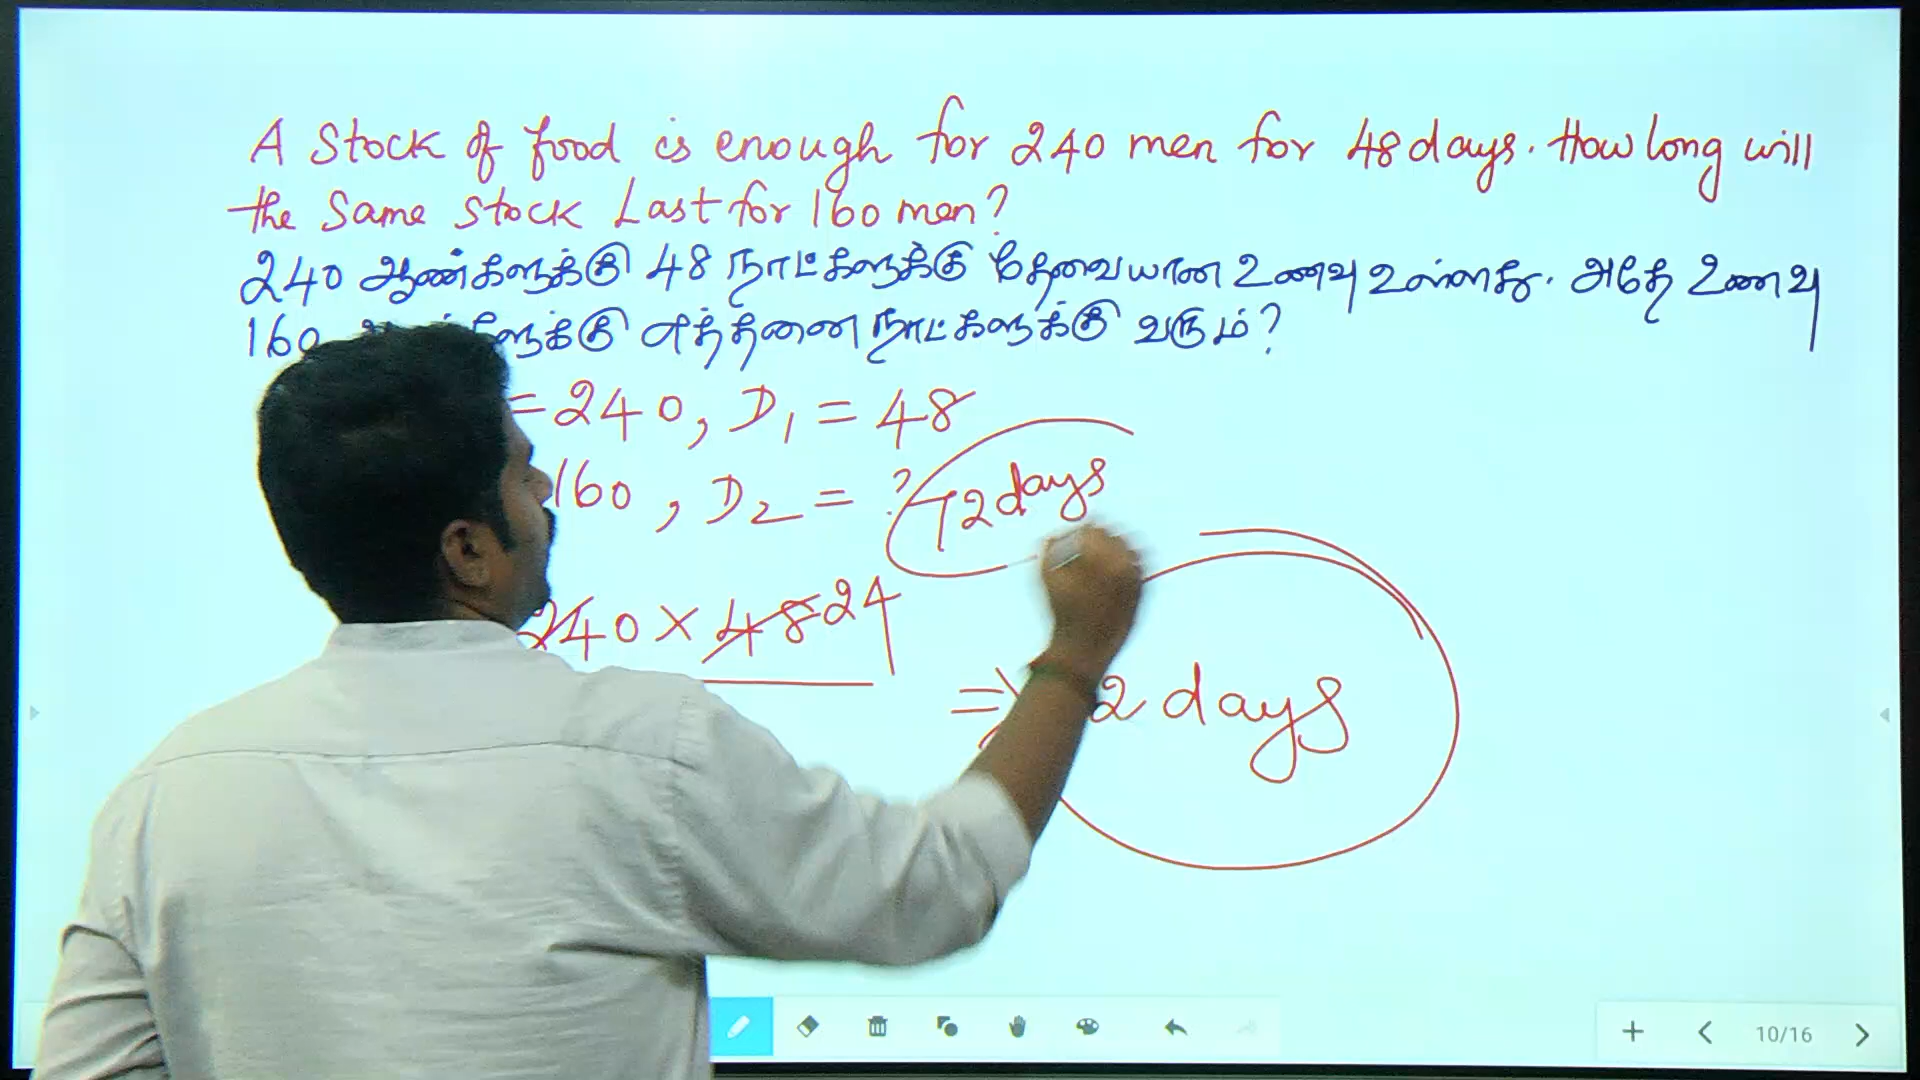 A Stock of food is enough for 240 men for 48 days. How long will
the Same stock Last for 160 men?
240 ஆண்களுக்கு 48 நாட்களுக்கு தேவையான உணவு உள்ளது. அதே உணவு
160 எத்தனை நாட்களுக்கு வரும்?
= 240, D1 = 48
160, D2 = ? 72 days
240 × 48 24
=> 2 days
10/16